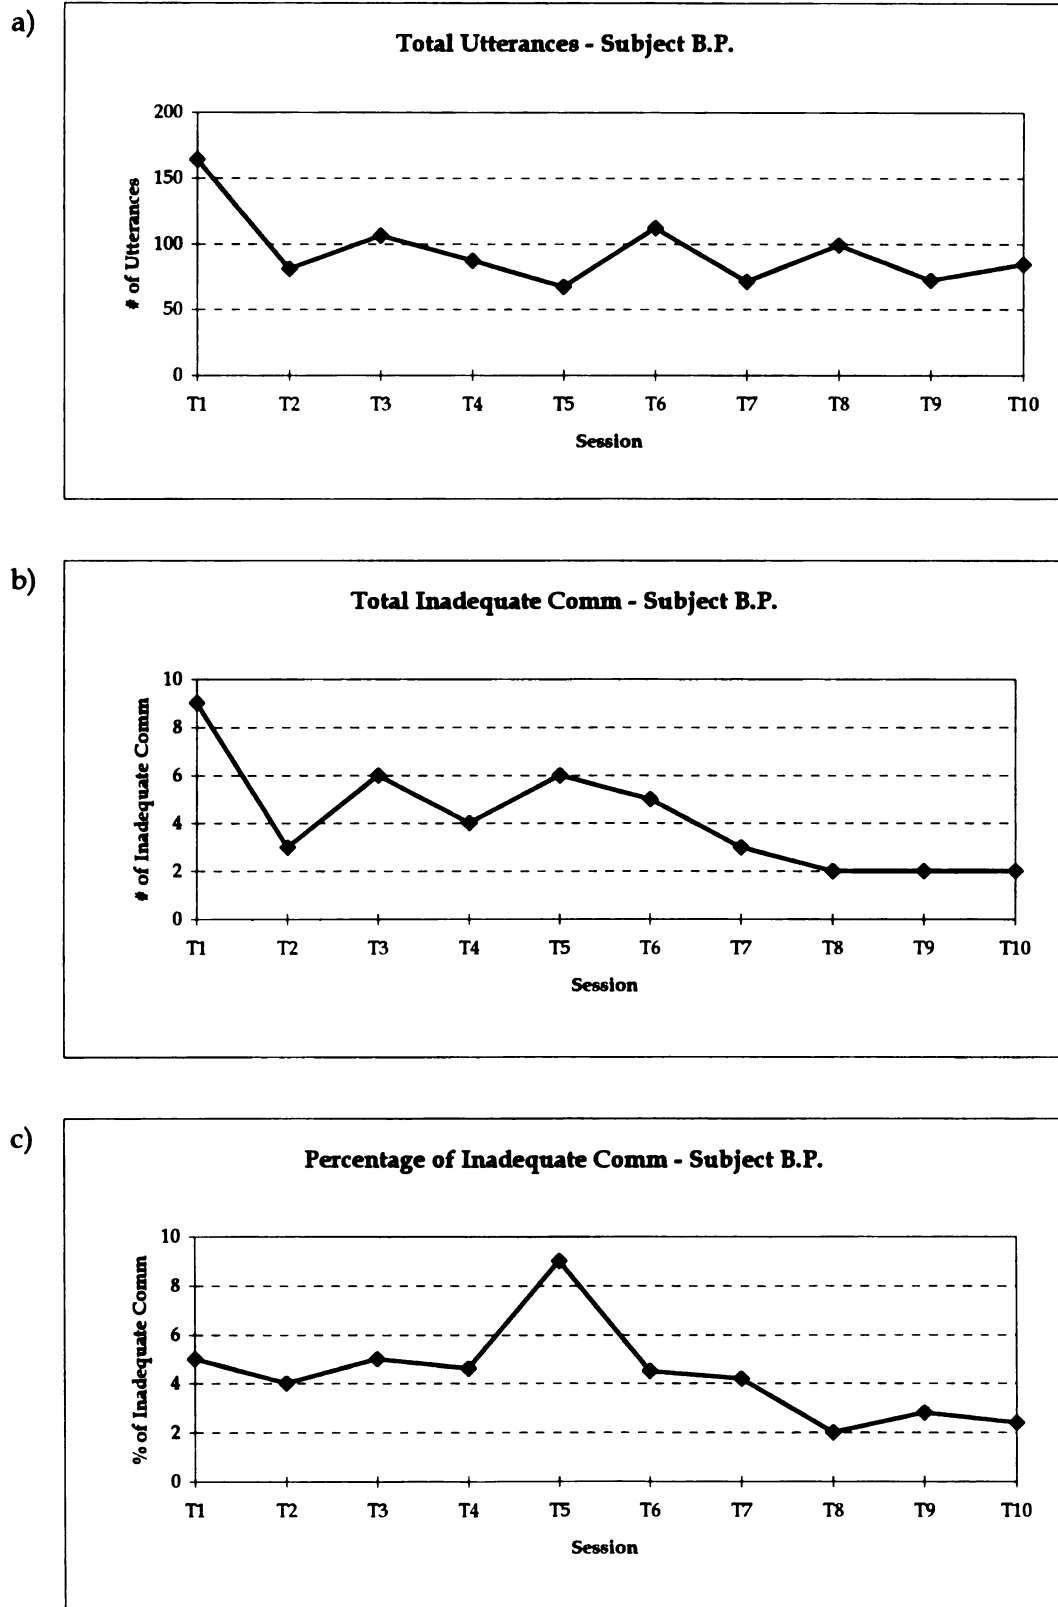 a)
Total Utterances - Subject B.P.
# of Utterances
200
150
100
50
0
T1 T2 T3 T4 T5 T6 T7 T8 T9 T10
Session
b)
Total Inadequate Comm - Subject B.P.
# of Inadequate Comm
10
8
6
4
2
0
T1 T2 T3 T4 T5 T6 T7 T8 T9 T10
Session
c)
Percentage of Inadequate Comm - Subject B.P.
% of Inadequate Comm
10
8
6
4
2
0
T1 T2 T3 T4 T5 T6 T7 T8 T9 T10
Session